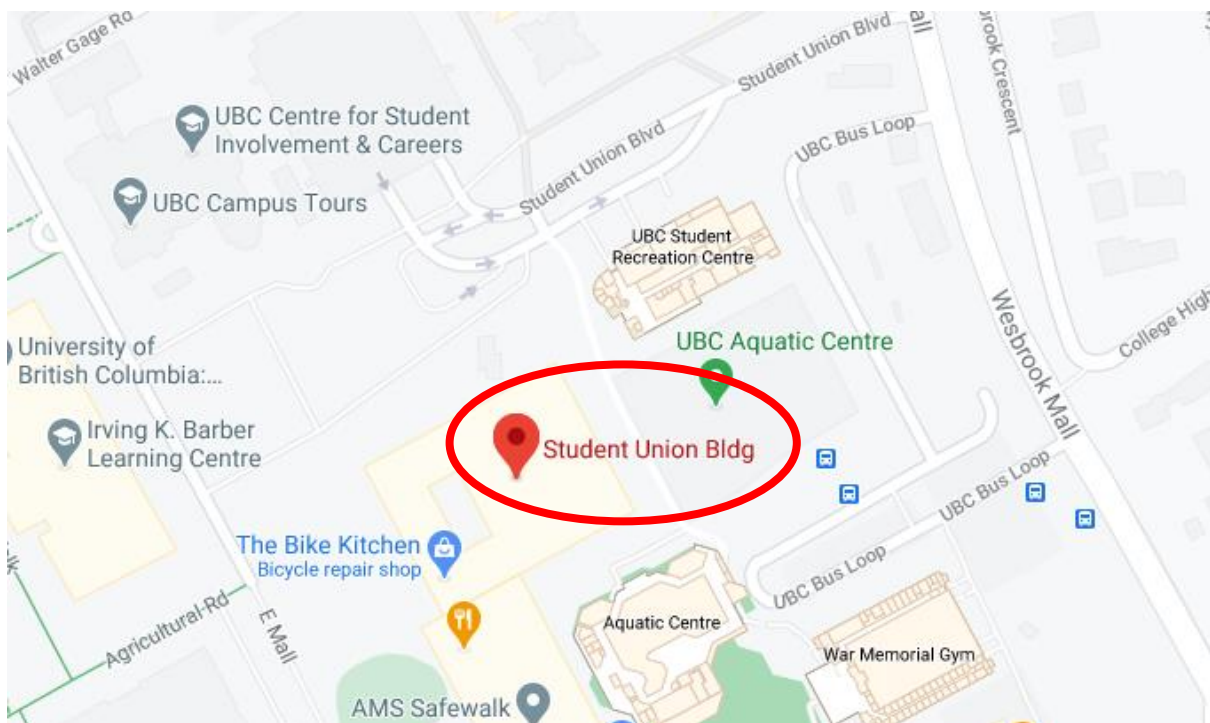 Walter Gage Rd
UBC Centre for Student
Involvement & Careers
UBC Campus Tours
Student Union Blvd
Student Union Blvd
UBC Bus Loop
Wesbrook Mall
UBC Student
Recreation Centre
UBC Aquatic Centre
College High
University of
British Columbia:...
Irving K. Barber
Learning Centre
Student Union Bldg
The Bike Kitchen
Bicycle repair shop
UBC Bus Loop
UBC Bus Loop
Agricultural Rd
E Mall
Aquatic Centre
War Memorial Gym
AMS Safewalk